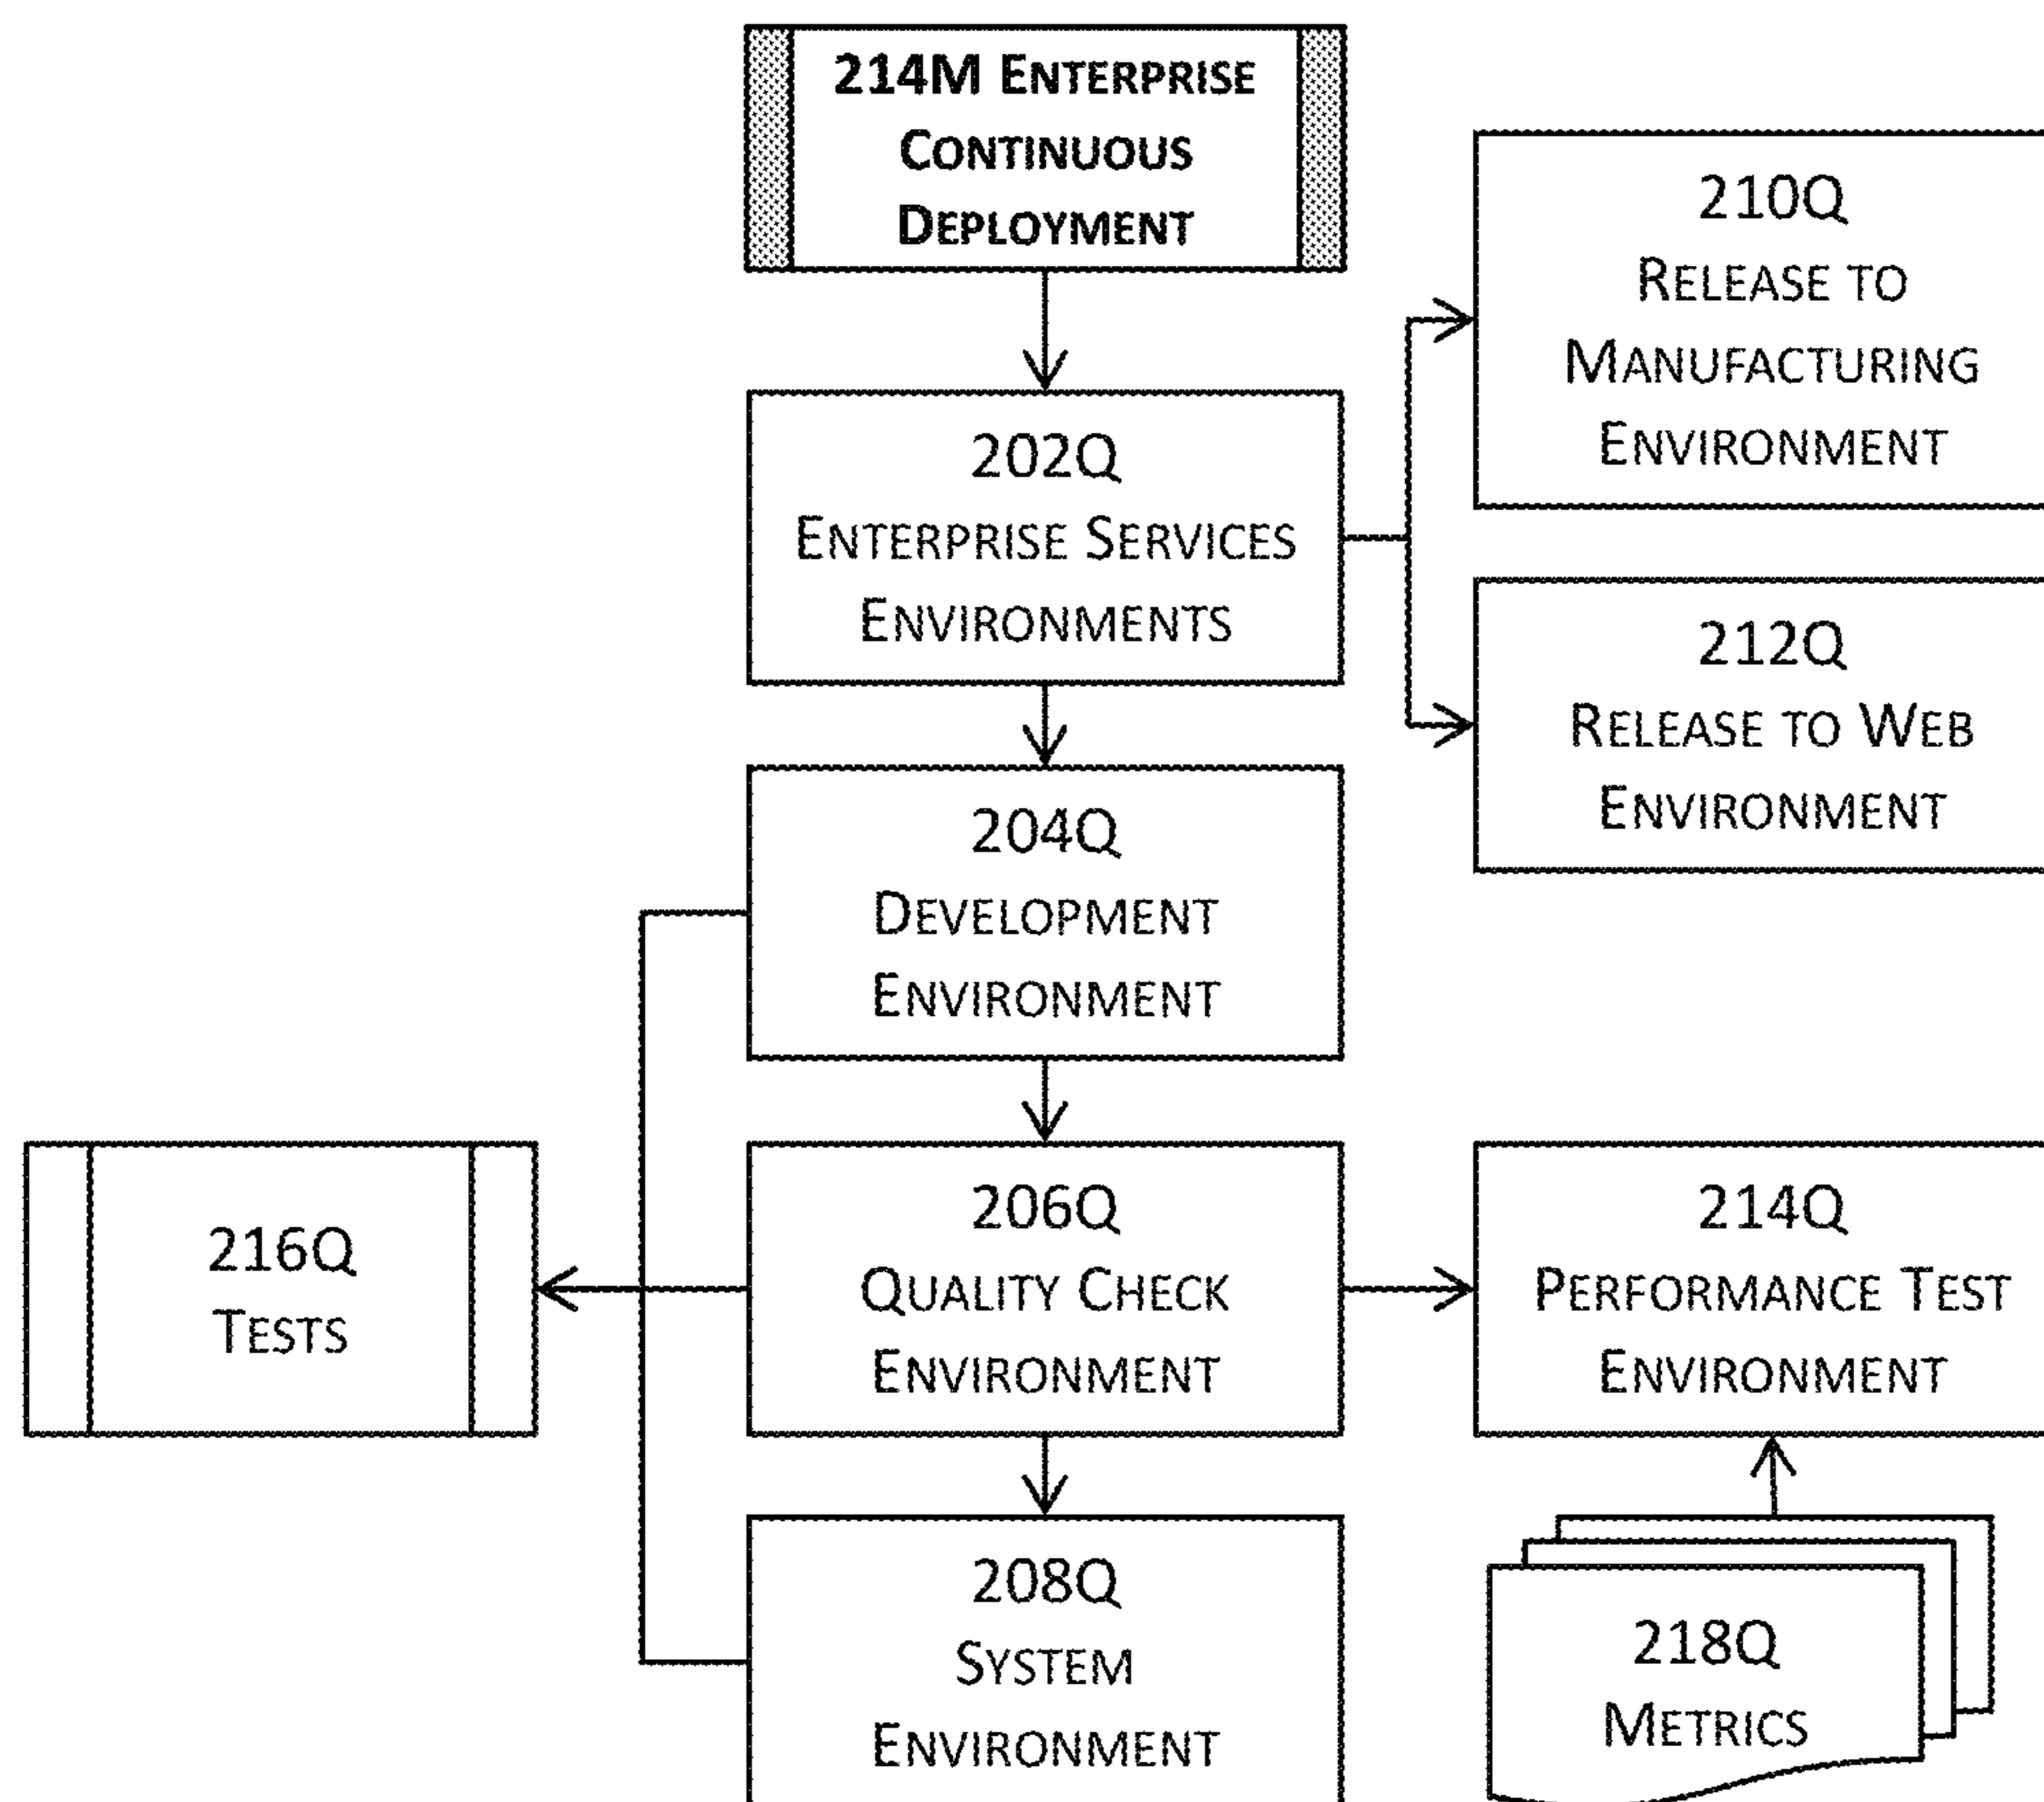 214M ENTERPRISE
CONTINUOUS
DEPLOYMENT
210Q
RELEASE TO
MANUFACTURING
ENVIRONMENT
202Q
ENTERPRISE SERVICES
ENVIRONMENTS
212Q
RELEASE TO WEB
ENVIRONMENT
204Q
DEVELOPMENT
ENVIRONMENT
216Q
TESTS
206Q
QUALITY CHECK
ENVIRONMENT
214Q
PERFORMANCE TEST
ENVIRONMENT
208Q
SYSTEM
ENVIRONMENT
218Q
METRICS